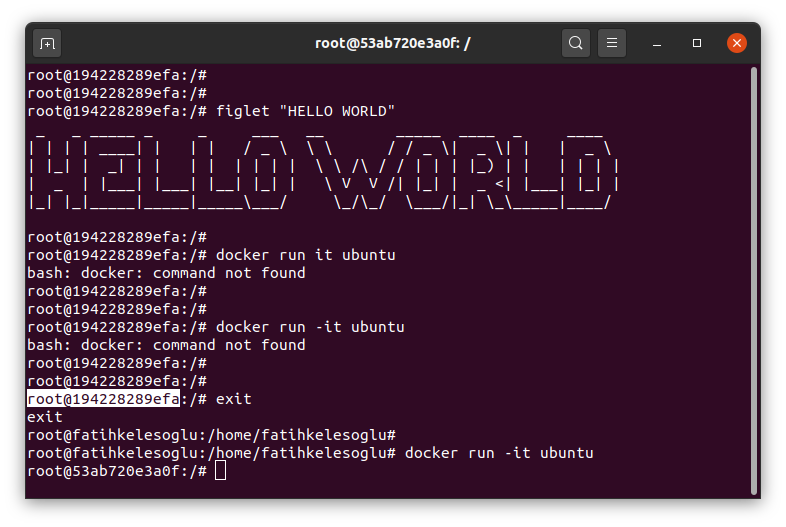 root@53ab720e3a0f: /
root@194228289efa:/#
root@194228289efa:/#
root@194228289efa:/# figlet "HELLO WORLD"
HELLO WORLD
root@194228289efa:/#
root@194228289efa:/# docker run it ubuntu
bash: docker: command not found
root@194228289efa:/#
root@194228289efa:/#
root@194228289efa:/# docker run -it ubuntu
bash: docker: command not found
root@194228289efa:/#
root@194228289efa:/#
root@194228289efa:/# exit
exit
root@fatihkelesoglu:/home/fatihkelesoglu#
root@fatihkelesoglu:/home/fatihkelesoglu# docker run -it ubuntu
root@53ab720e3a0f:/#